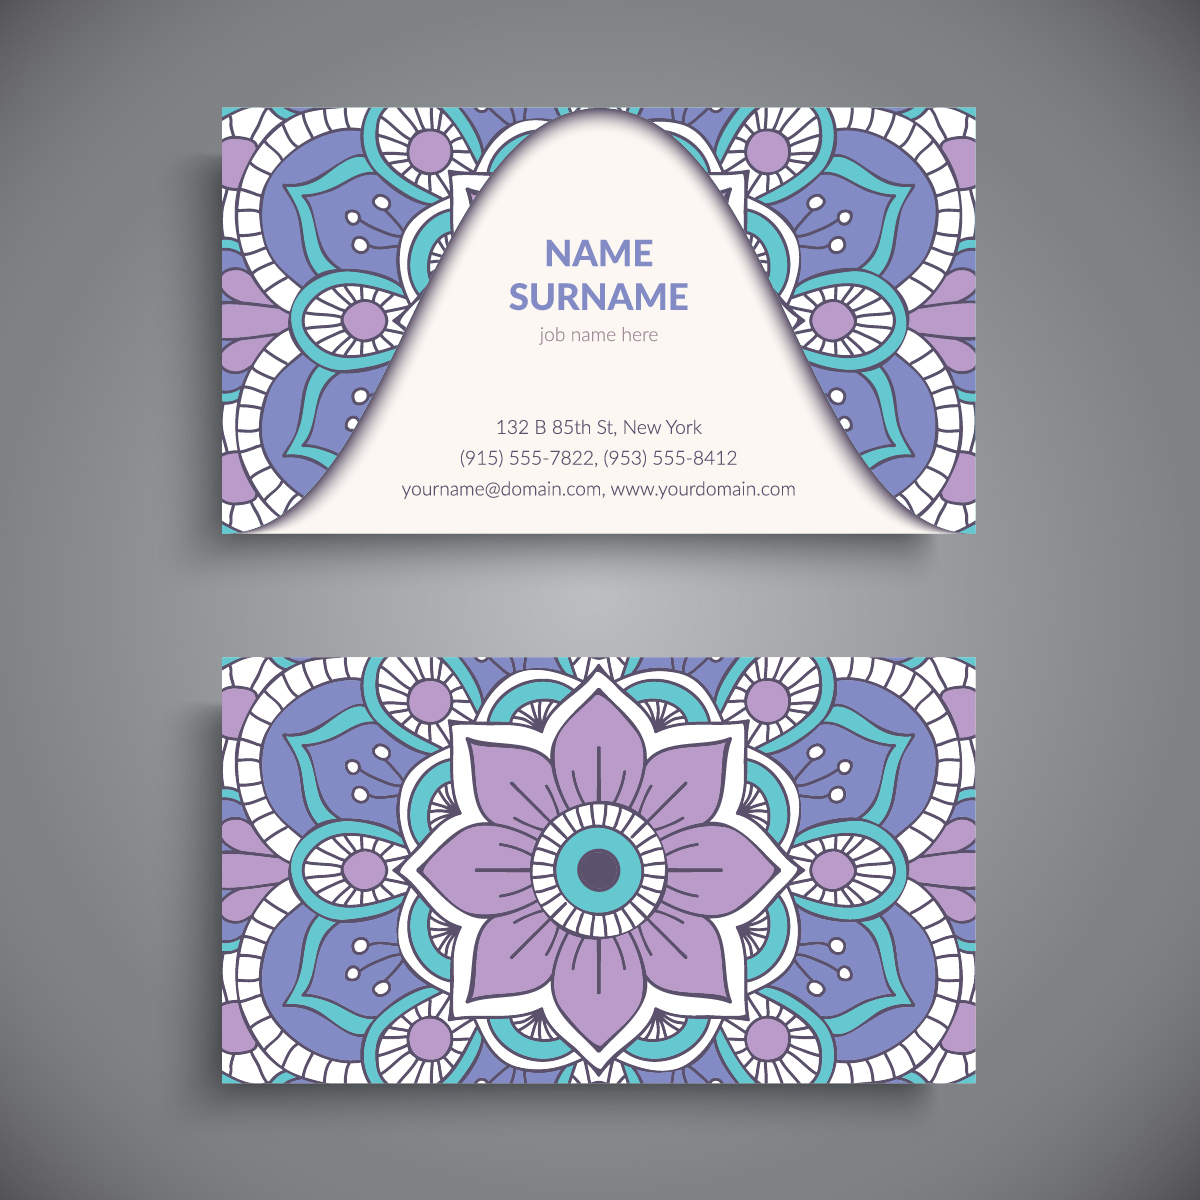 NAME
SURNAME
job name here
132 B 85th St, New York
(915) 555-7822, (953) 555-8412
yourname@domain.com, www.yourdomain.com